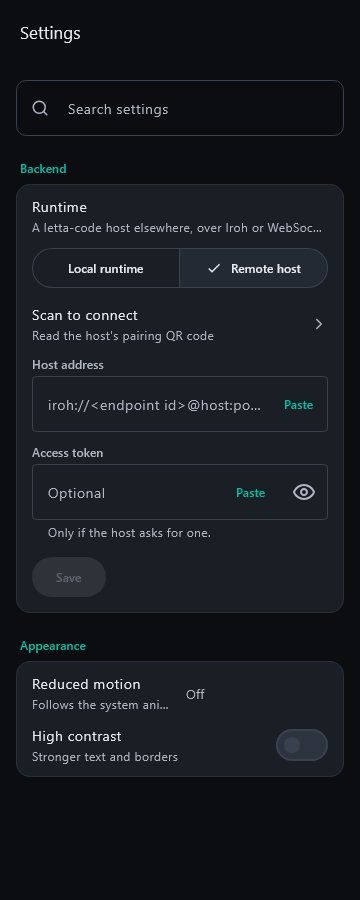 Settings
Search settings
Backend
Runtime
A letta-code host elsewhere, over Iroh or WebSoc...
Local runtime
Remote host
Scan to connect
Read the host's pairing QR code
Host address
iroh://<endpoint id>@host:po...
Paste
Access token
Optional
Paste
Only if the host asks for one.
Save
Appearance
Reduced motion
Follows the system ani...
Off
High contrast
Stronger text and borders